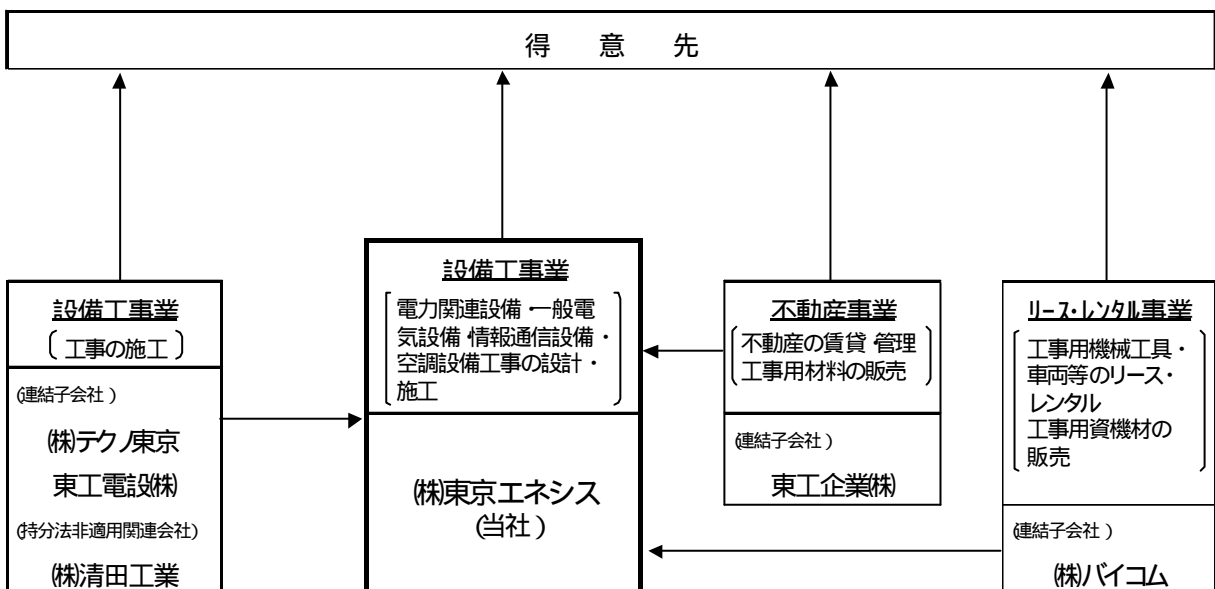 得 意 先
設備工事業
〔 工事の施工 〕
(連結子会社)
(株)テクノ東京
東工電設(株)
(持分法非適用関連会社)
(株)清田工業
設備工事業
電力関連設備・一般電
気設備・情報通信設備・
空調設備工事の設計・
施工
(株)東京エネシス
(当社)
不動産事業
不動産の賃貸・管理
工事用材料の販売
(連結子会社)
東工企業(株)
リース・レンタル事業
工事用機械工具・
車両等のリース・
レンタル
工事用資機材の
販売
(連結子会社)
(株)バイコム